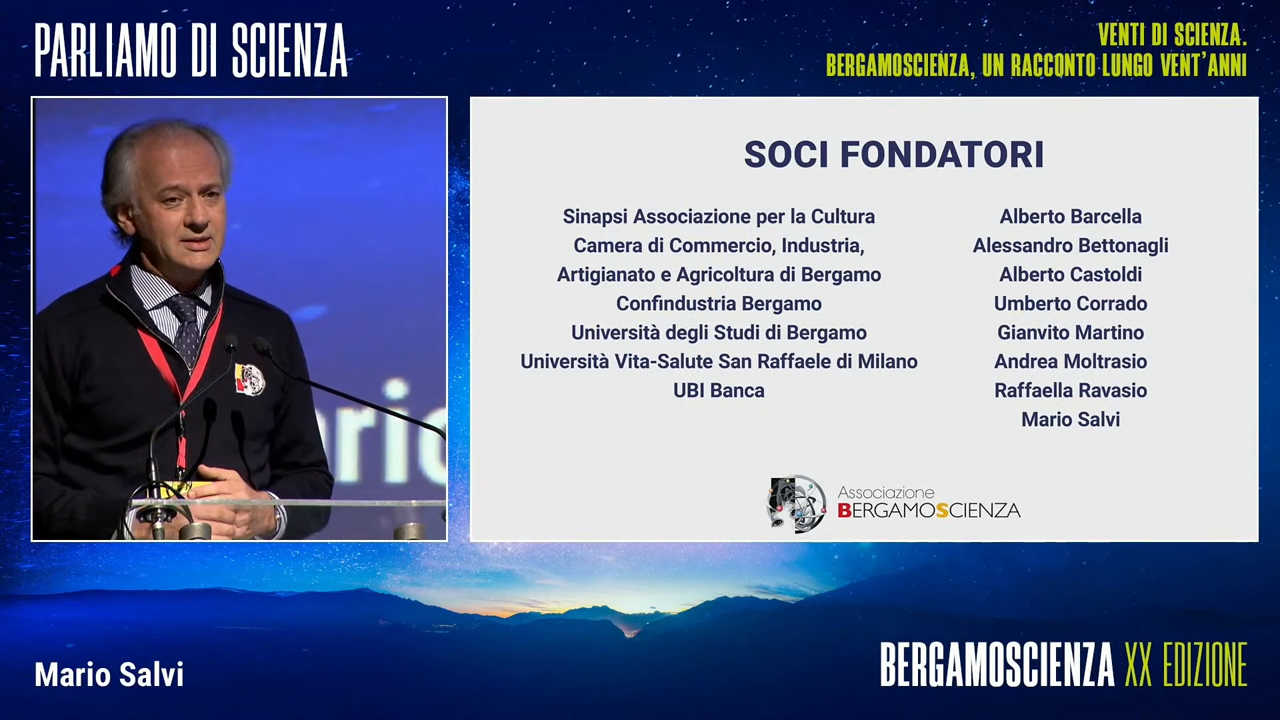 PARLIAMO DI SCIENZA
VENTI DI SCIENZA.
BERGAMOSCIENZA, UN RACCONTO LUNGO VENT'ANNI
SOCI FONDATORI
Sinapsi Associazione per la Cultura
Camera di Commercio, Industria,
Artigianato e Agricoltura di Bergamo
Confindustria Bergamo
Università degli Studi di Bergamo
Università Vita-Salute San Raffaele di Milano
UBI Banca
Alberto Barcella
Alessandro Bettonagli
Alberto Castoldi
Umberto Corrado
Gianvito Martino
Andrea Moltrasio
Raffaella Ravasio
Mario Salvi
Associazione
BERGAMOSCIENZA
ario
Mario Salvi
BERGAMOSCIENZA XX EDIZIONE